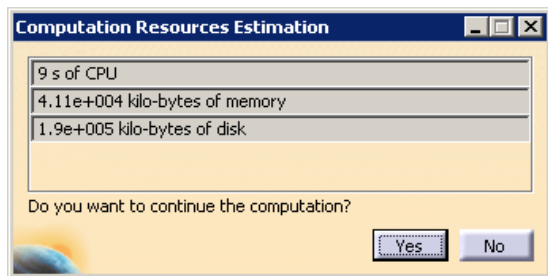 Computation Resources Estimation
9 s of CPU
4.11e+004 kilo-bytes of memory
1.9e+005 kilo-bytes of disk
Do you want to continue the computation?
Yes No